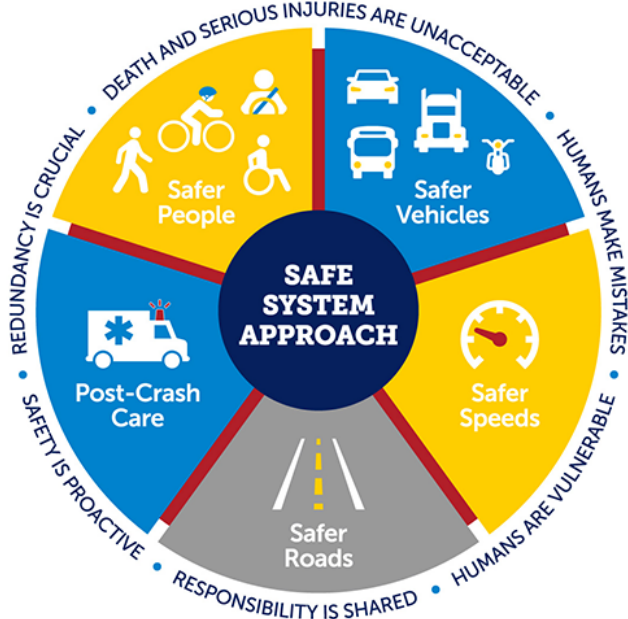 DEATH AND SERIOUS INJURIES ARE UNACCEPTABLE
HUMANS MAKE MISTAKES
HUMANS ARE VULNERABLE
RESPONSIBILITY IS SHARED
SAFETY IS PROACTIVE
REDUNDANCY IS CRUCIAL
Safer
People
Safer
Vehicles
SAFE
SYSTEM
APPROACH
Post-Crash
Care
Safer
Speeds
Safer
Roads